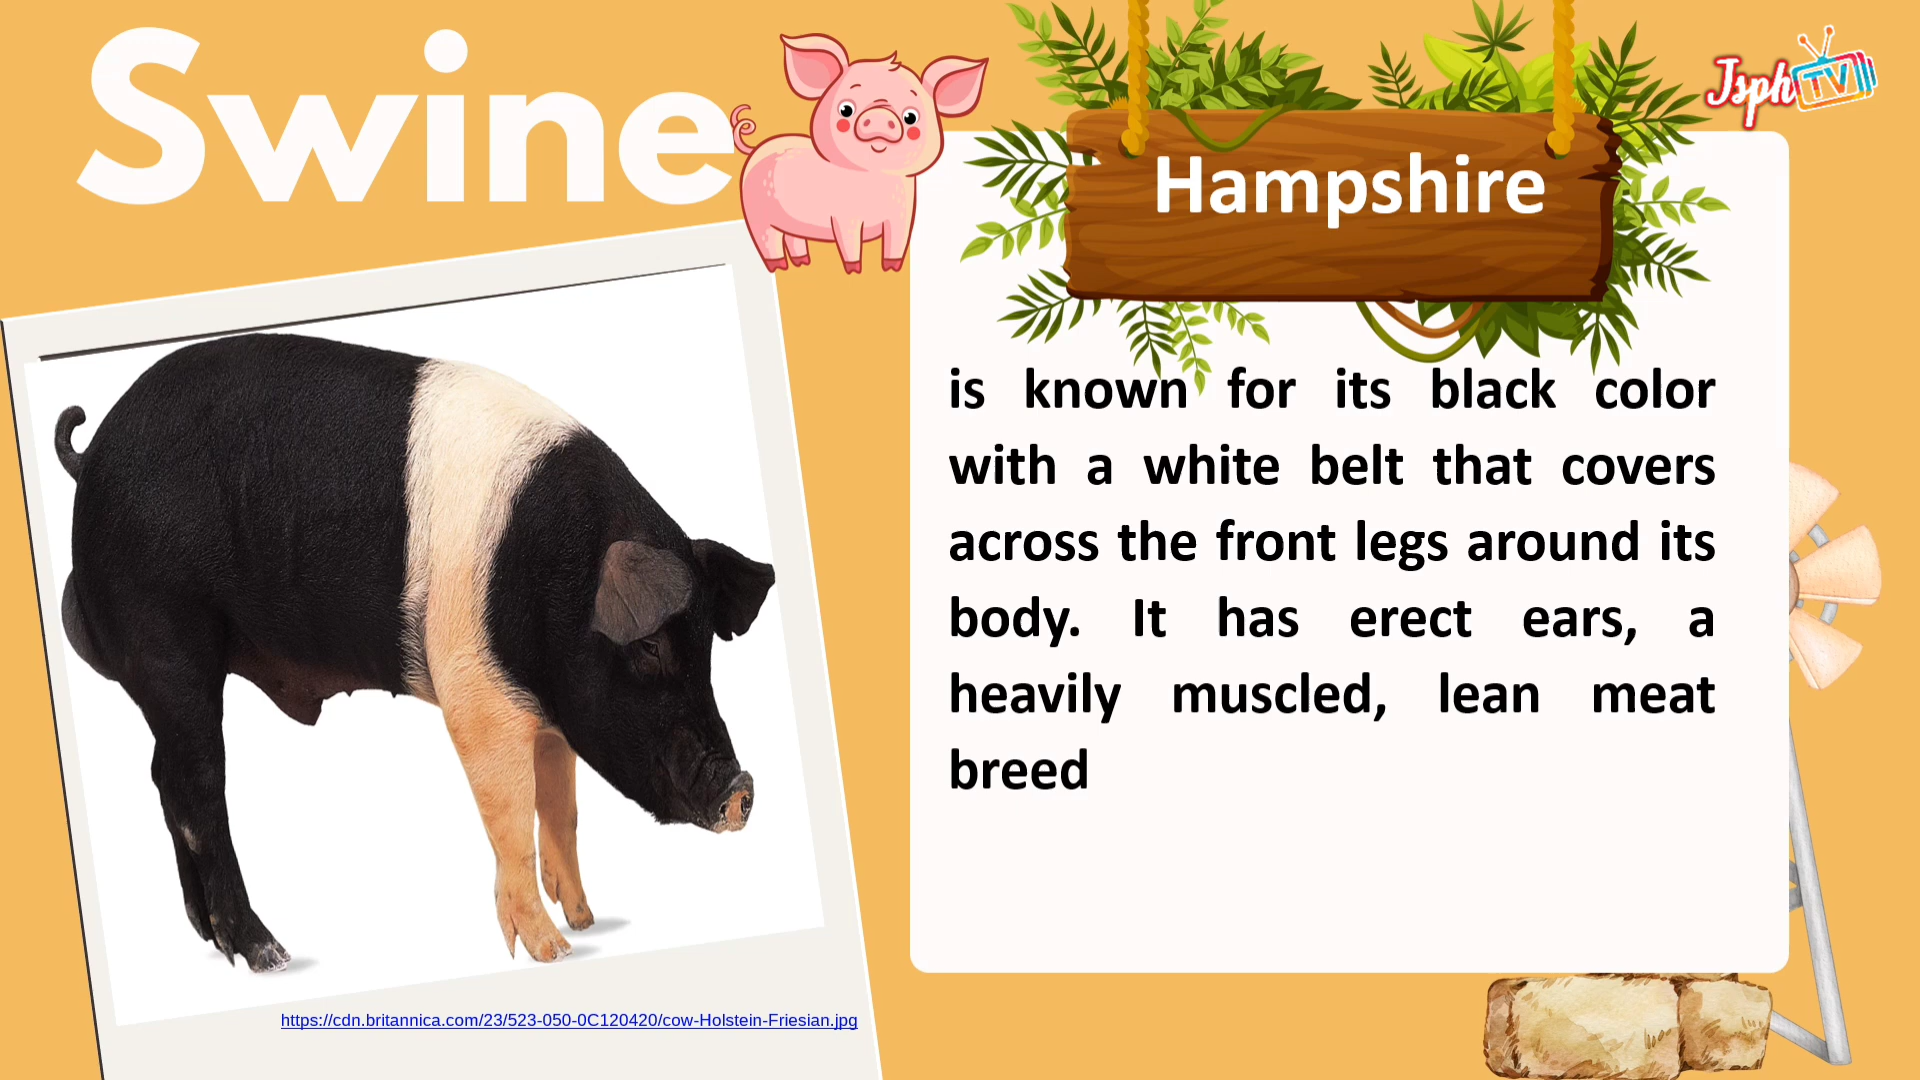 Swine
Jsph TV
Hampshire
is known for its black color
with a white belt that covers
across the front legs around its
body. It has erect ears, a
heavily muscled, lean meat
breed
https://cdn.britannica.com/23/523-050-0C120420/cow-Holstein-Friesian.jpg